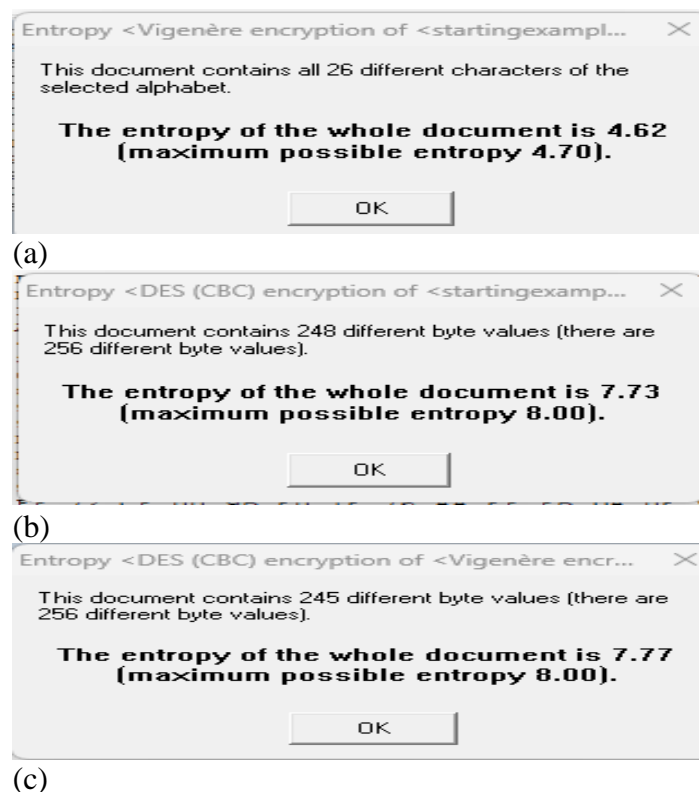 Entropy <Vigenère encryption of <startingexampl...
This document contains all 26 different characters of the
selected alphabet.
The entropy of the whole document is 4.62
(maximum possible entropy 4.70).
OK
(a)
Entropy <DES (CBC) encryption of <startingexamp...
This document contains 248 different byte values (there are
256 different byte values).
The entropy of the whole document is 7.73
(maximum possible entropy 8.00).
OK
(b)
Entropy <DES (CBC) encryption of <Vigenère encr...
This document contains 245 different byte values (there are
256 different byte values).
The entropy of the whole document is 7.77
(maximum possible entropy 8.00).
OK
(c)